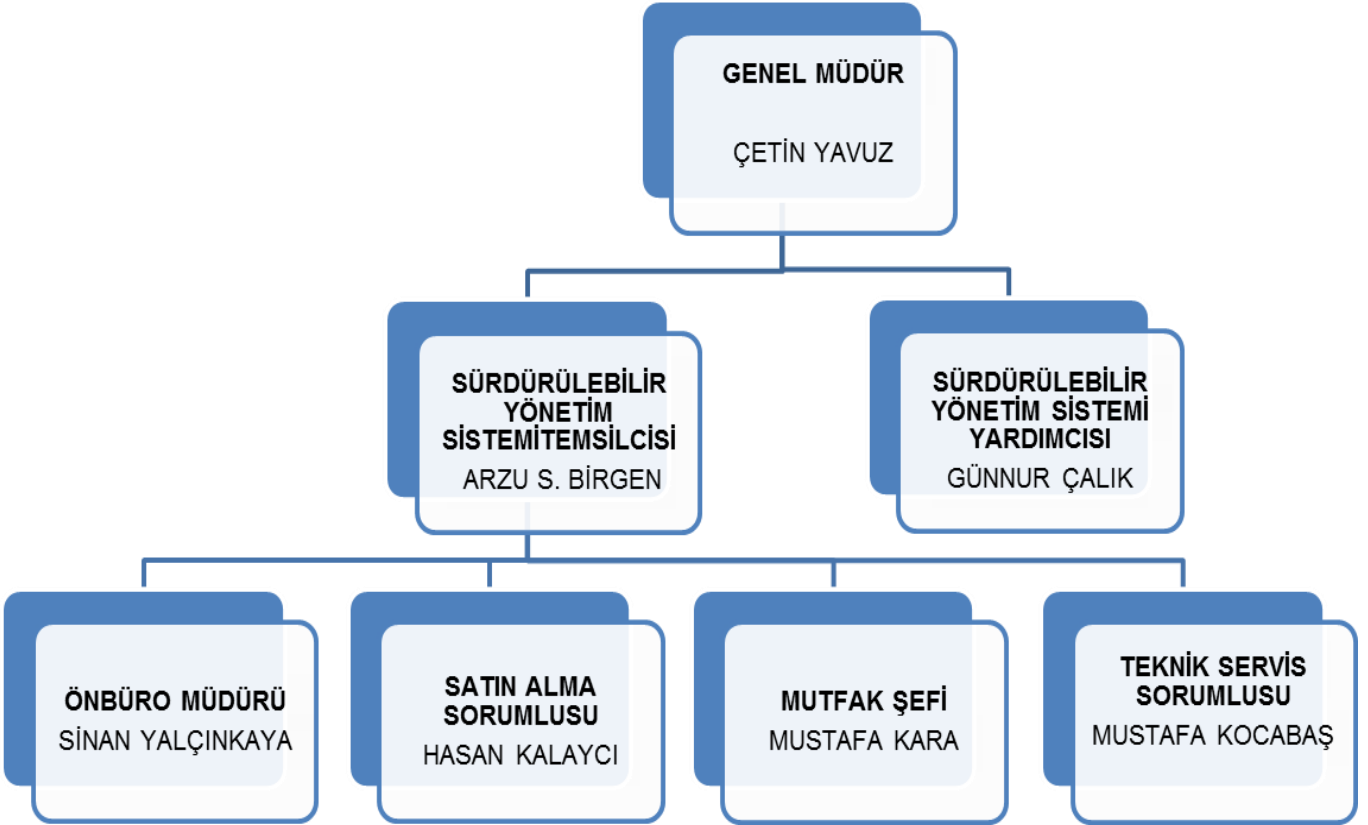 GENEL MÜDÜR
ÇETİN YAVUZ
SÜRDÜRÜLEBİLİR
YÖNETİM
SİSTEMİTEMSİLCİSİ
ARZU S. BİRGEN
SÜRDÜRÜLEBİLİR
YÖNETİM SİSTEMİ
YARDIMCISI
GÜNNUR ÇALIK
ÖNBÜRO MÜDÜRÜ
SİNAN YALÇINKAYA
SATIN ALMA
SORUMLUSU
HASAN KALAYCI
MUTFAK ŞEFİ
MUSTAFA KARA
TEKNİK SERVİS
SORUMLUSU
MUSTAFA KOCABAŞ